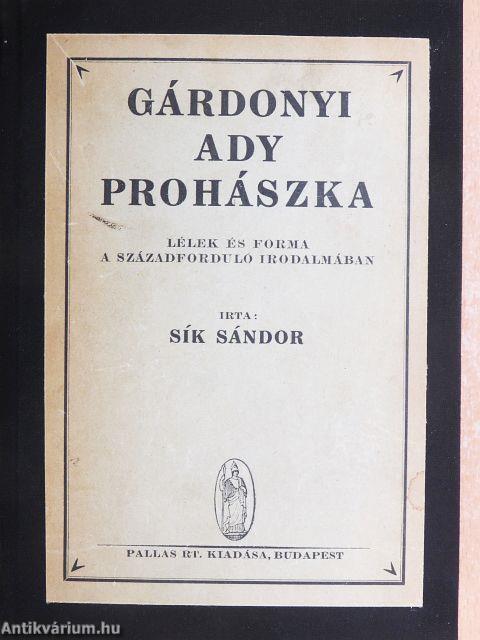 GÁRDONYI
ADY
PROHÁSZKA
LÉLEK ÉS FORMA
A SZÁZADFORDULÓ IRODALMÁBAN
IRTA:
SÍK SÁNDOR
PALLAS RT. KIADÁSA, BUDAPEST
Antikvárium.hu